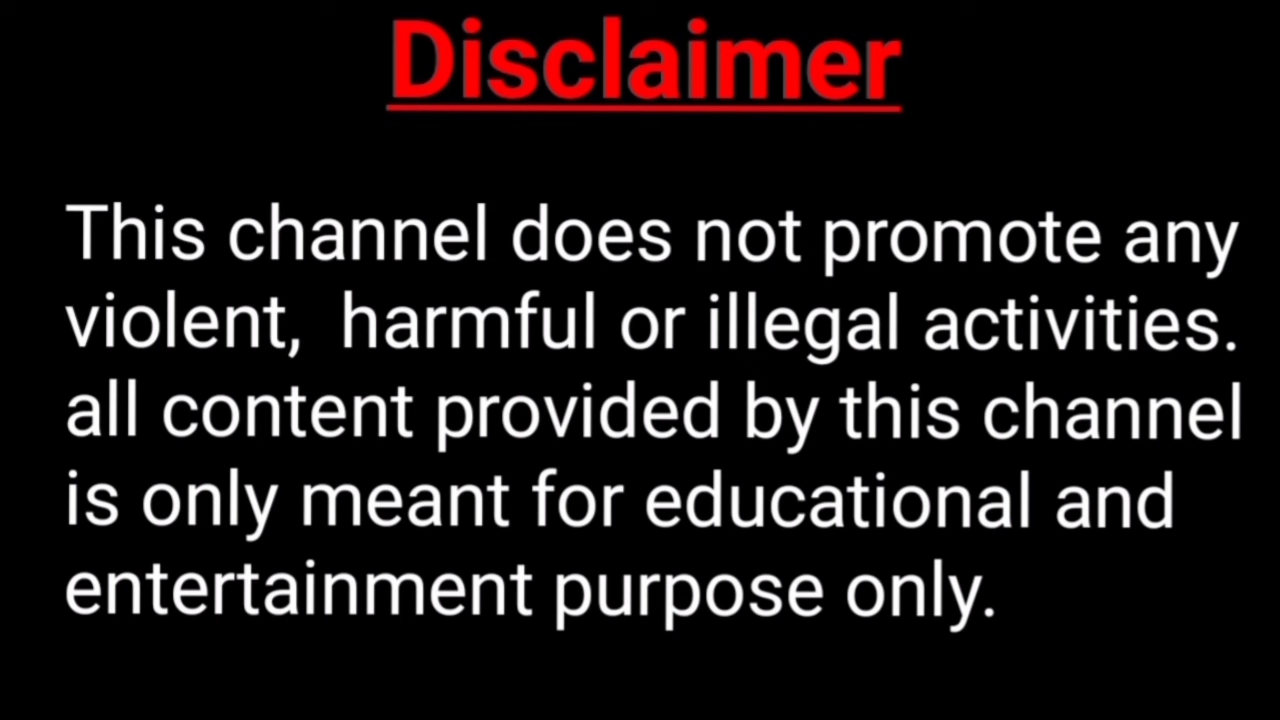 Disclaimer
This channel does not promote any
violent,  harmful or illegal activities.
all content provided by this channel
is only meant for educational and
entertainment purpose only.